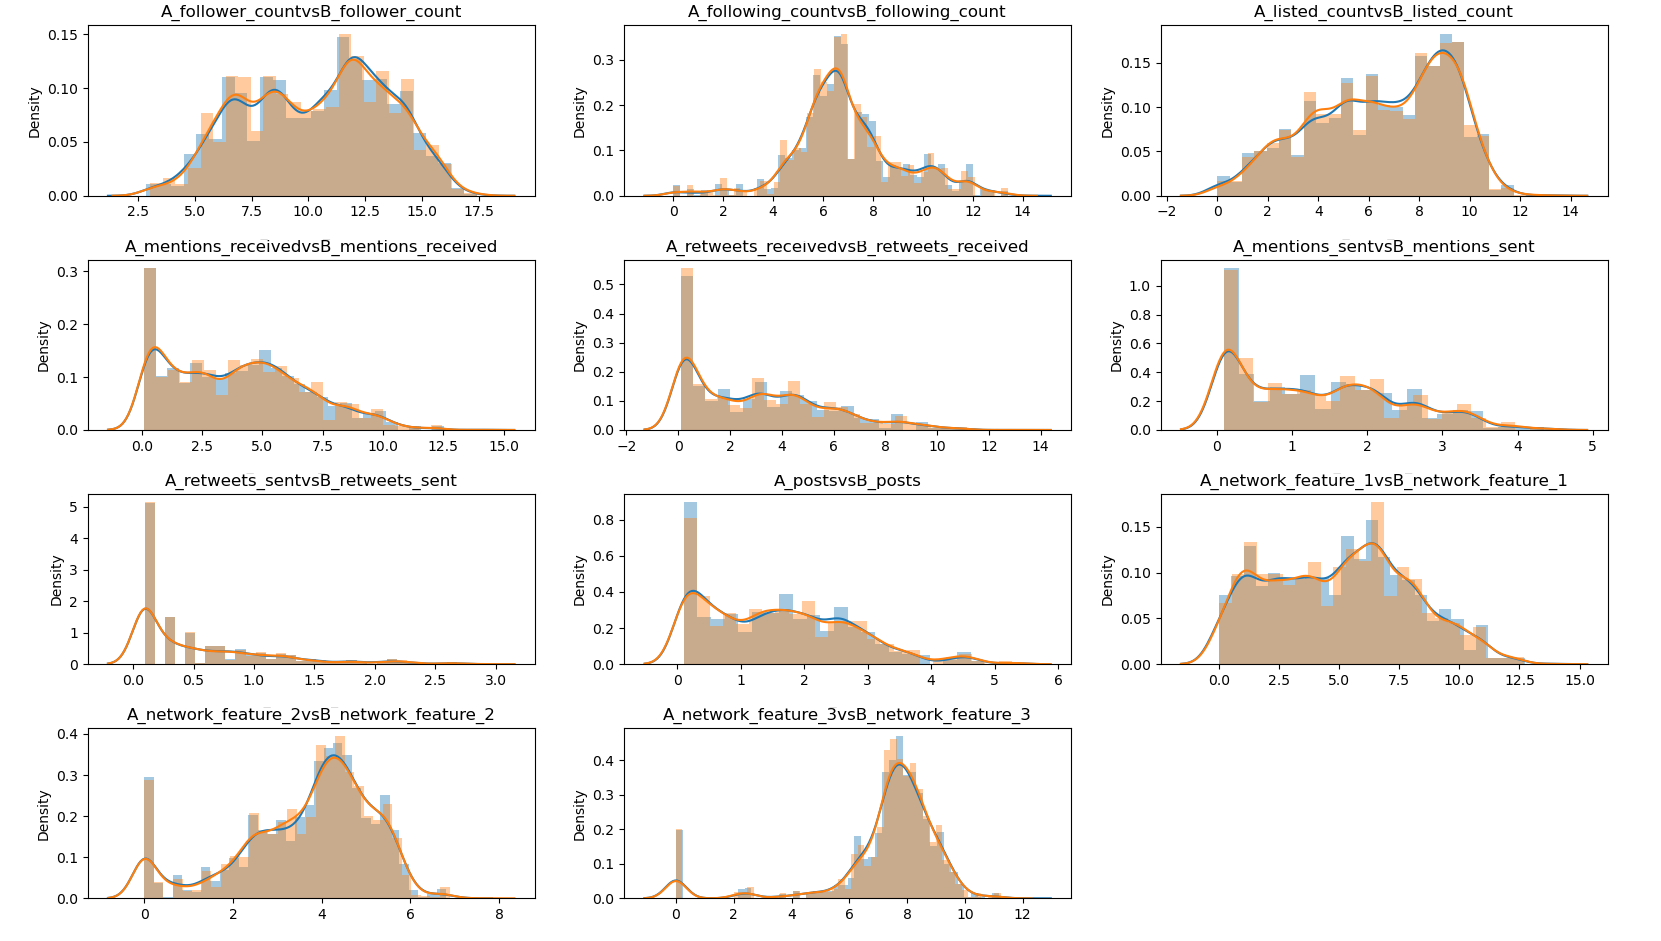 A_follower_countvsB_follower_count
Density
0.15
0.10
0.05
0.00
2.5 5.0 7.5 10.0 12.5 15.0 17.5
A_following_countvsB_following_count
Density
0.3
0.2
0.1
0.0
0 2 4 6 8 10 12 14
A_listed_countvsB_listed_count
Density
0.15
0.10
0.05
0.00
−2 0 2 4 6 8 10 12 14
A_mentions_receivedvsB_mentions_received
Density
0.3
0.2
0.1
0.0
0.0 2.5 5.0 7.5 10.0 12.5 15.0
A_retweets_receivedvsB_retweets_received
Density
0.5
0.4
0.3
0.2
0.1
0.0
−2 0 2 4 6 8 10 12 14
A_mentions_sentvsB_mentions_sent
Density
1.0
0.8
0.6
0.4
0.2
0.0
0 1 2 3 4 5
A_retweets_sentvsB_retweets_sent
Density
5
4
3
2
1
0
0.0 0.5 1.0 1.5 2.0 2.5 3.0
A_postsvsB_posts
Density
0.8
0.6
0.4
0.2
0.0
0 1 2 3 4 5 6
A_network_feature_1vsB_network_feature_1
Density
0.15
0.10
0.05
0.00
0.0 2.5 5.0 7.5 10.0 12.5 15.0
A_network_feature_2vsB_network_feature_2
Density
0.4
0.3
0.2
0.1
0.0
0 2 4 6 8
A_network_feature_3vsB_network_feature_3
Density
0.4
0.3
0.2
0.1
0.0
0 2 4 6 8 10 12